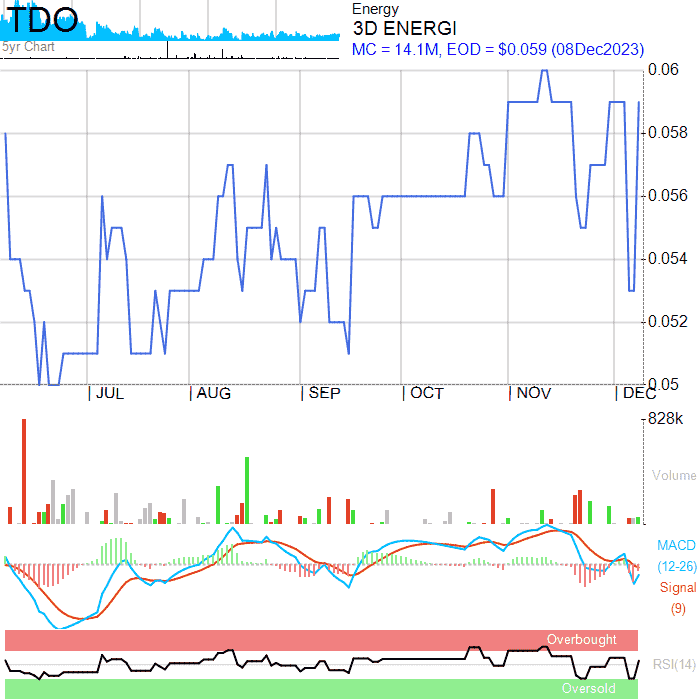 TDO
5yr Chart
Energy
3D ENERGI
MC = 14.1M, EOD = $0.059 (08Dec2023)
0.06
0.058
0.056
0.054
0.052
0.05
JUL
AUG
SEP
OCT
NOV
DEC
828k
Volume
MACD
(12-26)
Signal
(9)
Overbought
RSI(14)
Oversold